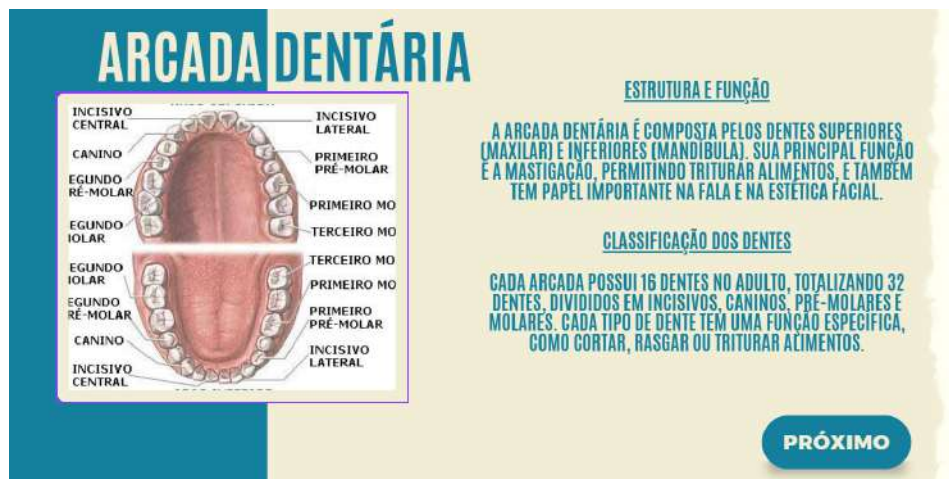 ARCADA DENTÁRIA
INCISIVO
CENTRAL
INCISIVO
LATERAL
CANINO
PRIMEIRO
PRÉ-MOLAR
EGUNDO
RÉ-MOLAR
PRIMEIRO MO
EGUNDO
IOLAR
TERCEIRO MO
EGUNDO
IOLAR
TERCEIRO MO
PRIMEIRO MO
EGUNDO
RÉ-MOLAR
PRIMEIRO
PRÉ-MOLAR
CANINO
INCISIVO
LATERAL
INCISIVO
CENTRAL
ESTRUTURA E FUNÇÃO
A ARCADA DENTÁRIA É COMPOSTA PELOS DENTES SUPERIORES
(MAXILAR) E INFERIORES (MANDÍBULA). SUA PRINCIPAL FUNÇÃO
É A MASTIGAÇÃO, PERMITINDO TRITURAR ALIMENTOS, E TAMBÉM
TEM PAPEL IMPORTANTE NA FALA E NA ESTÉTICA FACIAL.
CLASSIFICAÇÃO DOS DENTES
CADA ARCADA POSSUI 16 DENTES NO ADULTO, TOTALIZANDO 32
DENTES, DIVIDIDOS EM INCISIVOS, CANINOS, PRÉ-MOLARES E
MOLARES. CADA TIPO DE DENTE TEM UMA FUNÇÃO ESPECÍFICA,
COMO CORTAR, RASGAR OU TRITURAR ALIMENTOS.
PRÓXIMO